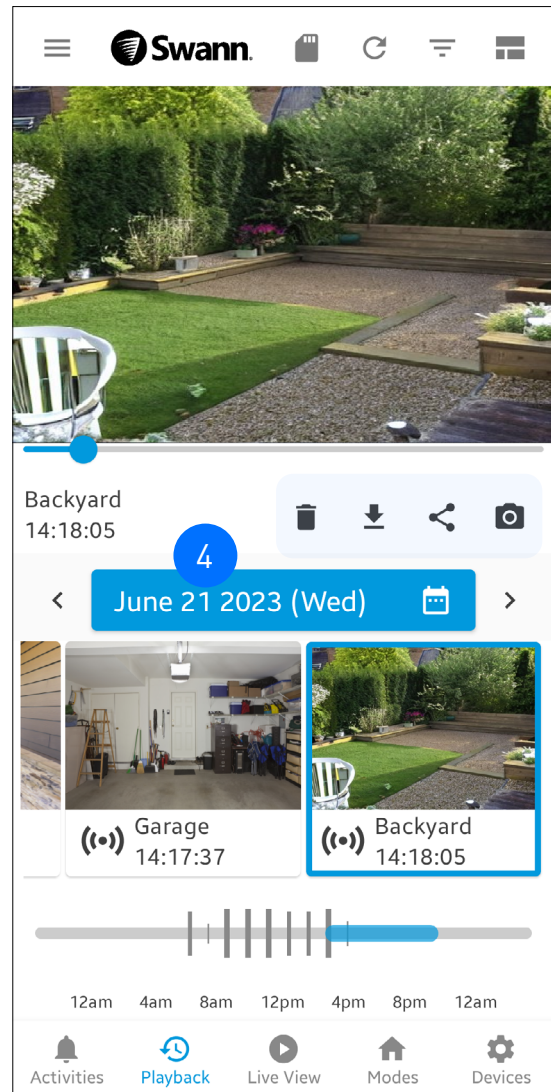 Swann.
Backyard
14:18:05
4
June 21 2023 (Wed)
Garage
14:17:37
Backyard
14:18:05
12am 4am 8am 12pm 4pm 8pm 12am
Activities Playback Live View Modes Devices